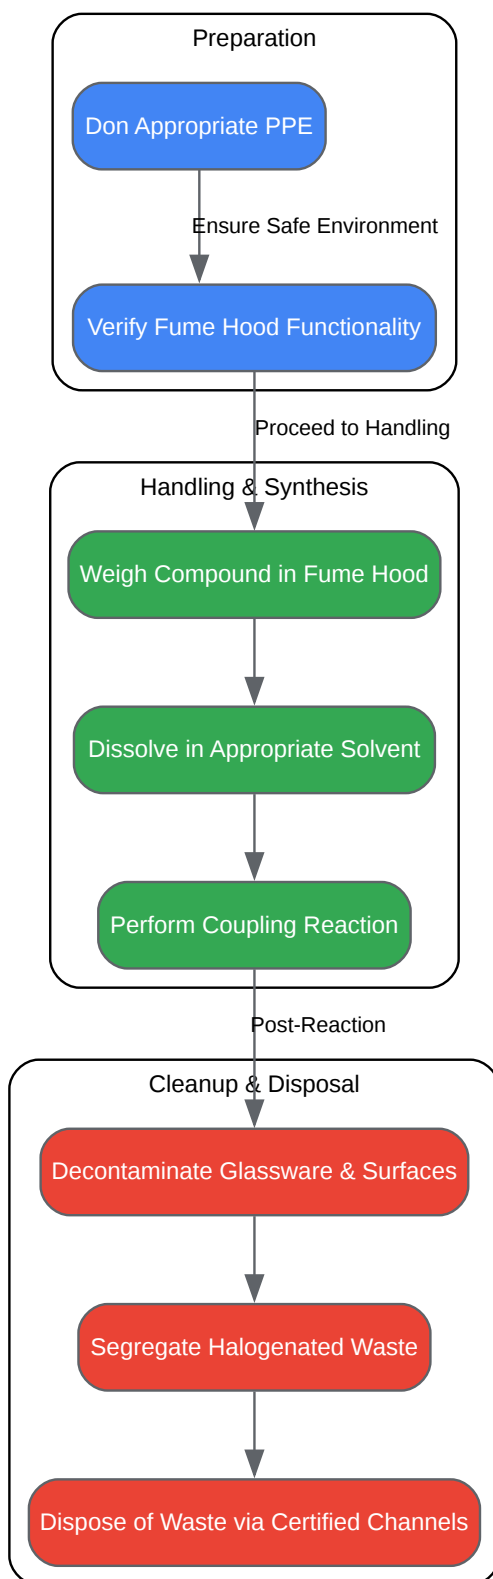 Preparation
Don Appropriate PPE
Ensure Safe Environment
Verify Fume Hood Functionality
Proceed to Handling
Handling & Synthesis
Weigh Compound in Fume Hood
Dissolve in Appropriate Solvent
Perform Coupling Reaction
Post-Reaction
Cleanup & Disposal
Decontaminate Glassware & Surfaces
Segregate Halogenated Waste
Dispose of Waste via Certified Channels